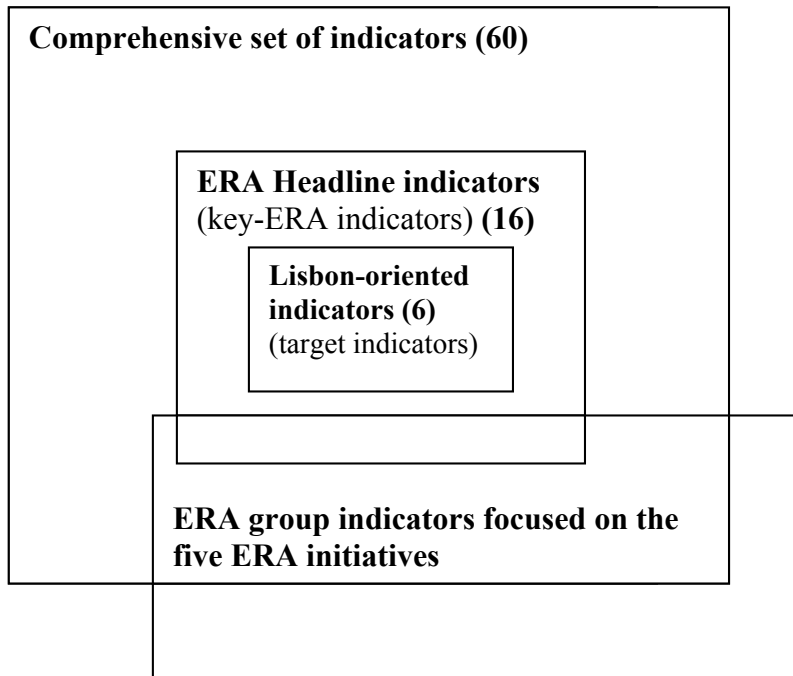 Comprehensive set of indicators (60)
ERA Headline indicators
(key-ERA indicators) (16)
Lisbon-oriented
indicators (6)
(target indicators)
ERA group indicators focused on the
five ERA initiatives